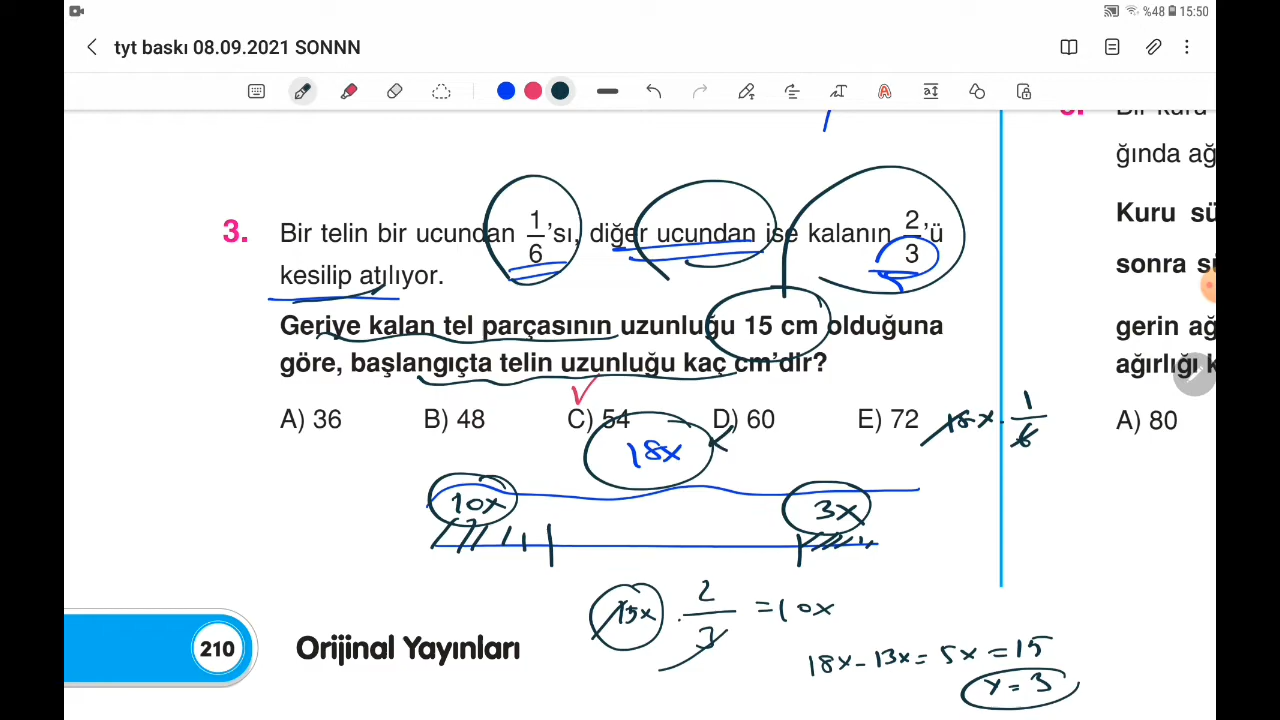 %48 15:50
tyt baskı 08.09.2021 SONNN
3. Bir telin bir ucundan 1/6'sı, diğer ucundan ise kalanın 2/3'ü
kesilip atılıyor.
Geriye kalan tel parçasının uzunluğu 15 cm olduğuna
göre, başlangıçta telin uzunluğu kaç cm'dir?
A) 36 B) 48 C) 54 D) 60 E) 72
18x · 1/6
18x
10x 3x
15x · 2/3 = 10x
18x - 13x = 5x = 15
x = 3
210 Orijinal Yayınları
ğında ağ
Kuru sü
sonra s
gerin ağ
ağırlığı k
A) 80